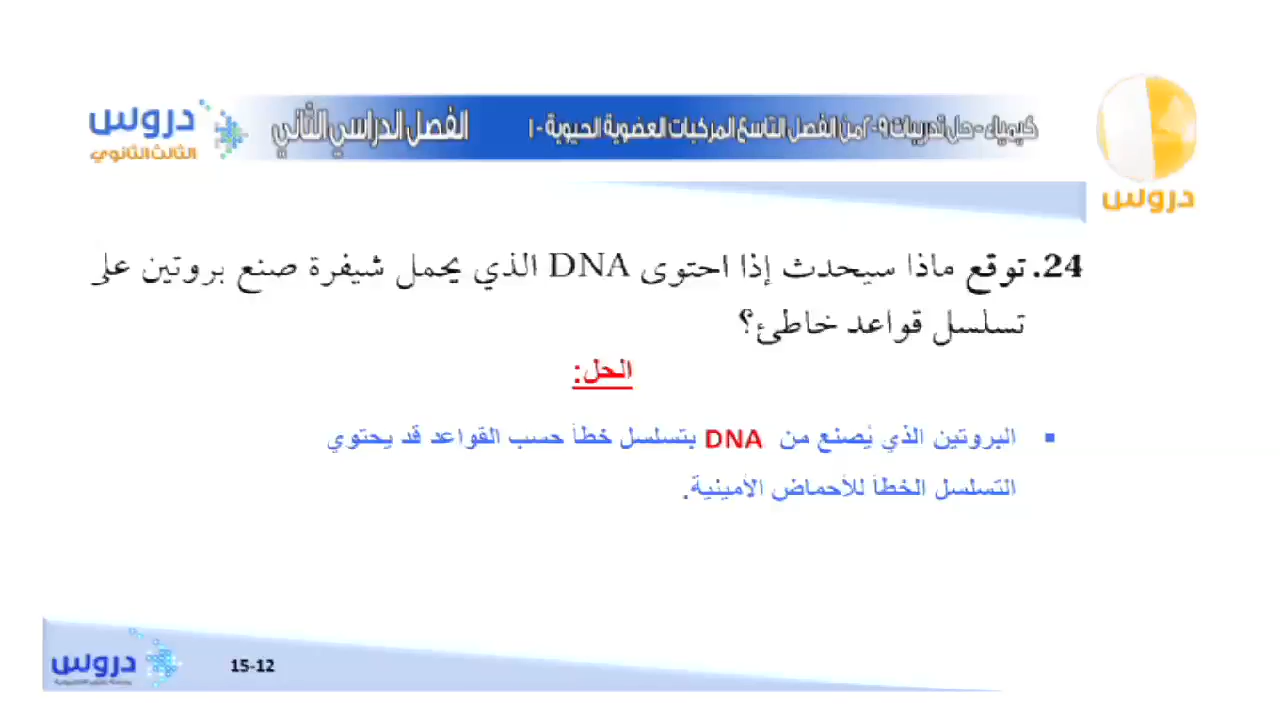 دروس
الثالث الثانوي
الفصل الدراسي الثاني
كيمياء - حل تدريبات ٩-٢ من الفصل التاسع المركبات العضوية الحيوية - ١
دروس
24. توقع ماذا سيحدث إذا احتوى DNA الذي يحمل شيفرة صنع بروتين على
تسلسل قواعد خاطئ؟
الحل:
▪ البروتين الذي يُصنع من DNA بتسلسل خطأ حسب القواعد قد يحتوي
التسلسل الخطأ للأحماض الأمينية.
دروس
15-12